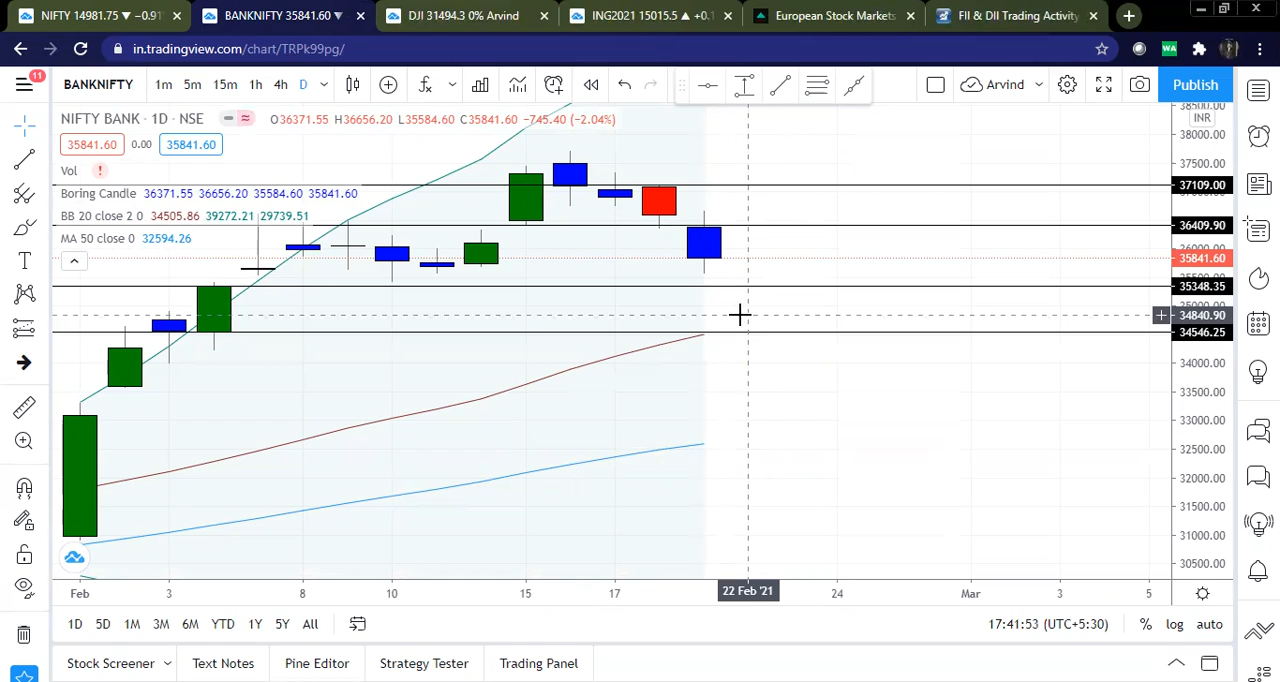 NIFTY 14981.75 ▼ −0.91
BANKNIFTY 35841.60 ▼
DJI 31494.3 0% Arvind
ING2021 15015.5 ▲ +0.1
European Stock Markets
FII & DII Trading Activity
in.tradingview.com/chart/TRPk99pg/
WA
11
BANKNIFTY 1m 5m 15m 1h 4h D
Arvind
Publish
NIFTY BANK · 1D · NSE
O36371.55 H36656.20 L35584.60 C35841.60 −745.40 (−2.04%)
35841.60 0.00 35841.60
Vol
Boring Candle 36371.55 36656.20 35584.60 35841.60
BB 20 close 2 0 34505.86 39272.21 29739.51
MA 50 close 0 32594.26
38500.00
INR
38000.00
37500.00
37109.00
36409.90
36000.00
35841.60
35500.00
35348.35
35000.00
34840.90
34546.25
34000.00
33500.00
33000.00
32500.00
32000.00
31500.00
31000.00
30500.00
Feb 3 8 10 15 17 22 Feb '21 24 Mar 3 5
1D 5D 1M 3M 6M YTD 1Y 5Y All
17:41:53 (UTC+5:30) % log auto
Stock Screener Text Notes Pine Editor Strategy Tester Trading Panel